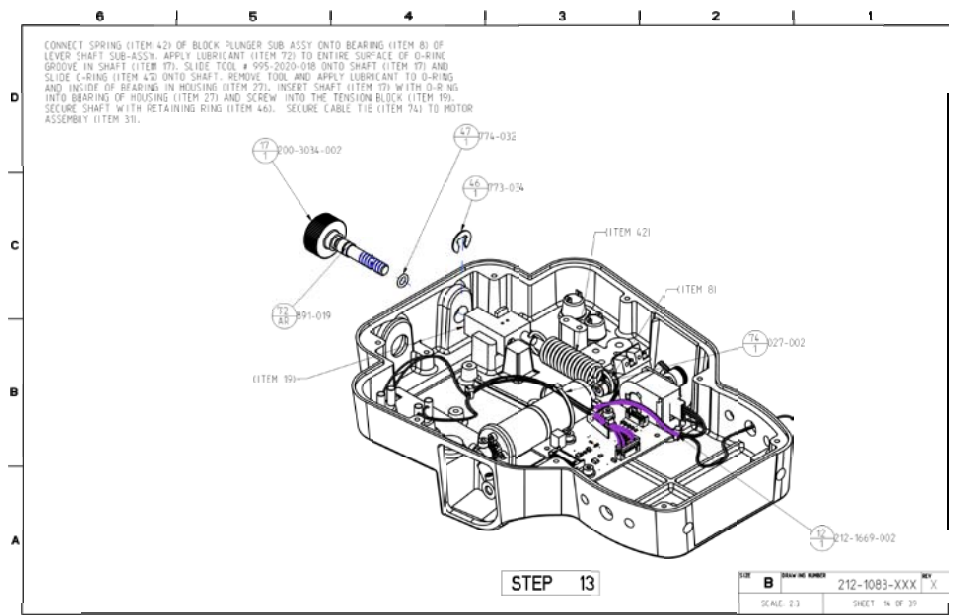 6 5 4 3 2 1
CONNECT SPRING (ITEM 42) OF BLOCK PLUNGER SUB ASSY ONTO BEARING (ITEM 8) OF
LEVER SHAFT SUB-ASSY. APPLY LUBRICANT (ITEM 72) TO ENTIRE SURFACE OF O-RING
GROOVE IN SHAFT (ITEM 17). SLIDE TOOL # 995-2020-018 ONTO SHAFT (ITEM 17) AND
SLIDE O-RING (ITEM 47) ONTO SHAFT. REMOVE TOOL AND APPLY LUBRICANT TO O-RING
AND INSIDE OF BEARING IN HOUSING (ITEM 27). INSERT SHAFT (ITEM 17) WITH O-RING
INTO BEARING OF HOUSING (ITEM 27) AND SCREW INTO THE TENSION BLOCK (ITEM 19).
SECURE SHAFT WITH RETAINING RING (ITEM 46). SECURE CABLE TIE (ITEM 74) TO MOTOR
ASSEMBLY (ITEM 31).
D
47
1
774-032
17
1
200-3034-002
46
1
773-034
C
(ITEM 42)
(ITEM 8)
72
AR
891-019
74
1
027-002
(ITEM 19)
B
12
1
212-1669-002
A
STEP 13
SIZE
B
DRAWING NUMBER
212-1083-XXX
REV
X
SCALE 2:3
SHEET 14 OF 39